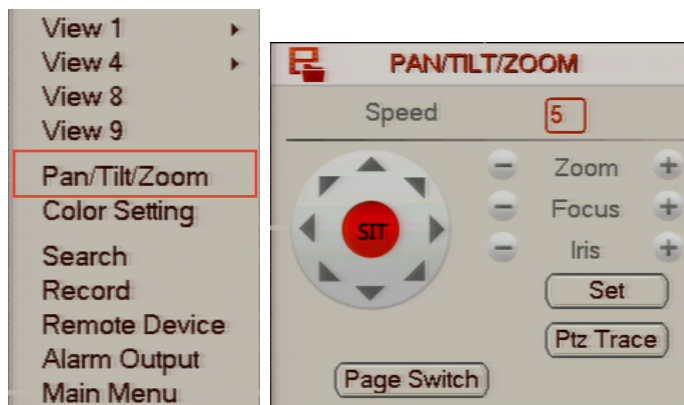 View 1
View 4
View 8
View 9
Pan/Tilt/Zoom
Color Setting
Search
Record
Remote Device
Alarm Output
Main Menu
PAN/TILT/ZOOM
Speed 5
Zoom
Focus
SIT
Iris
Set
Ptz Trace
Page Switch